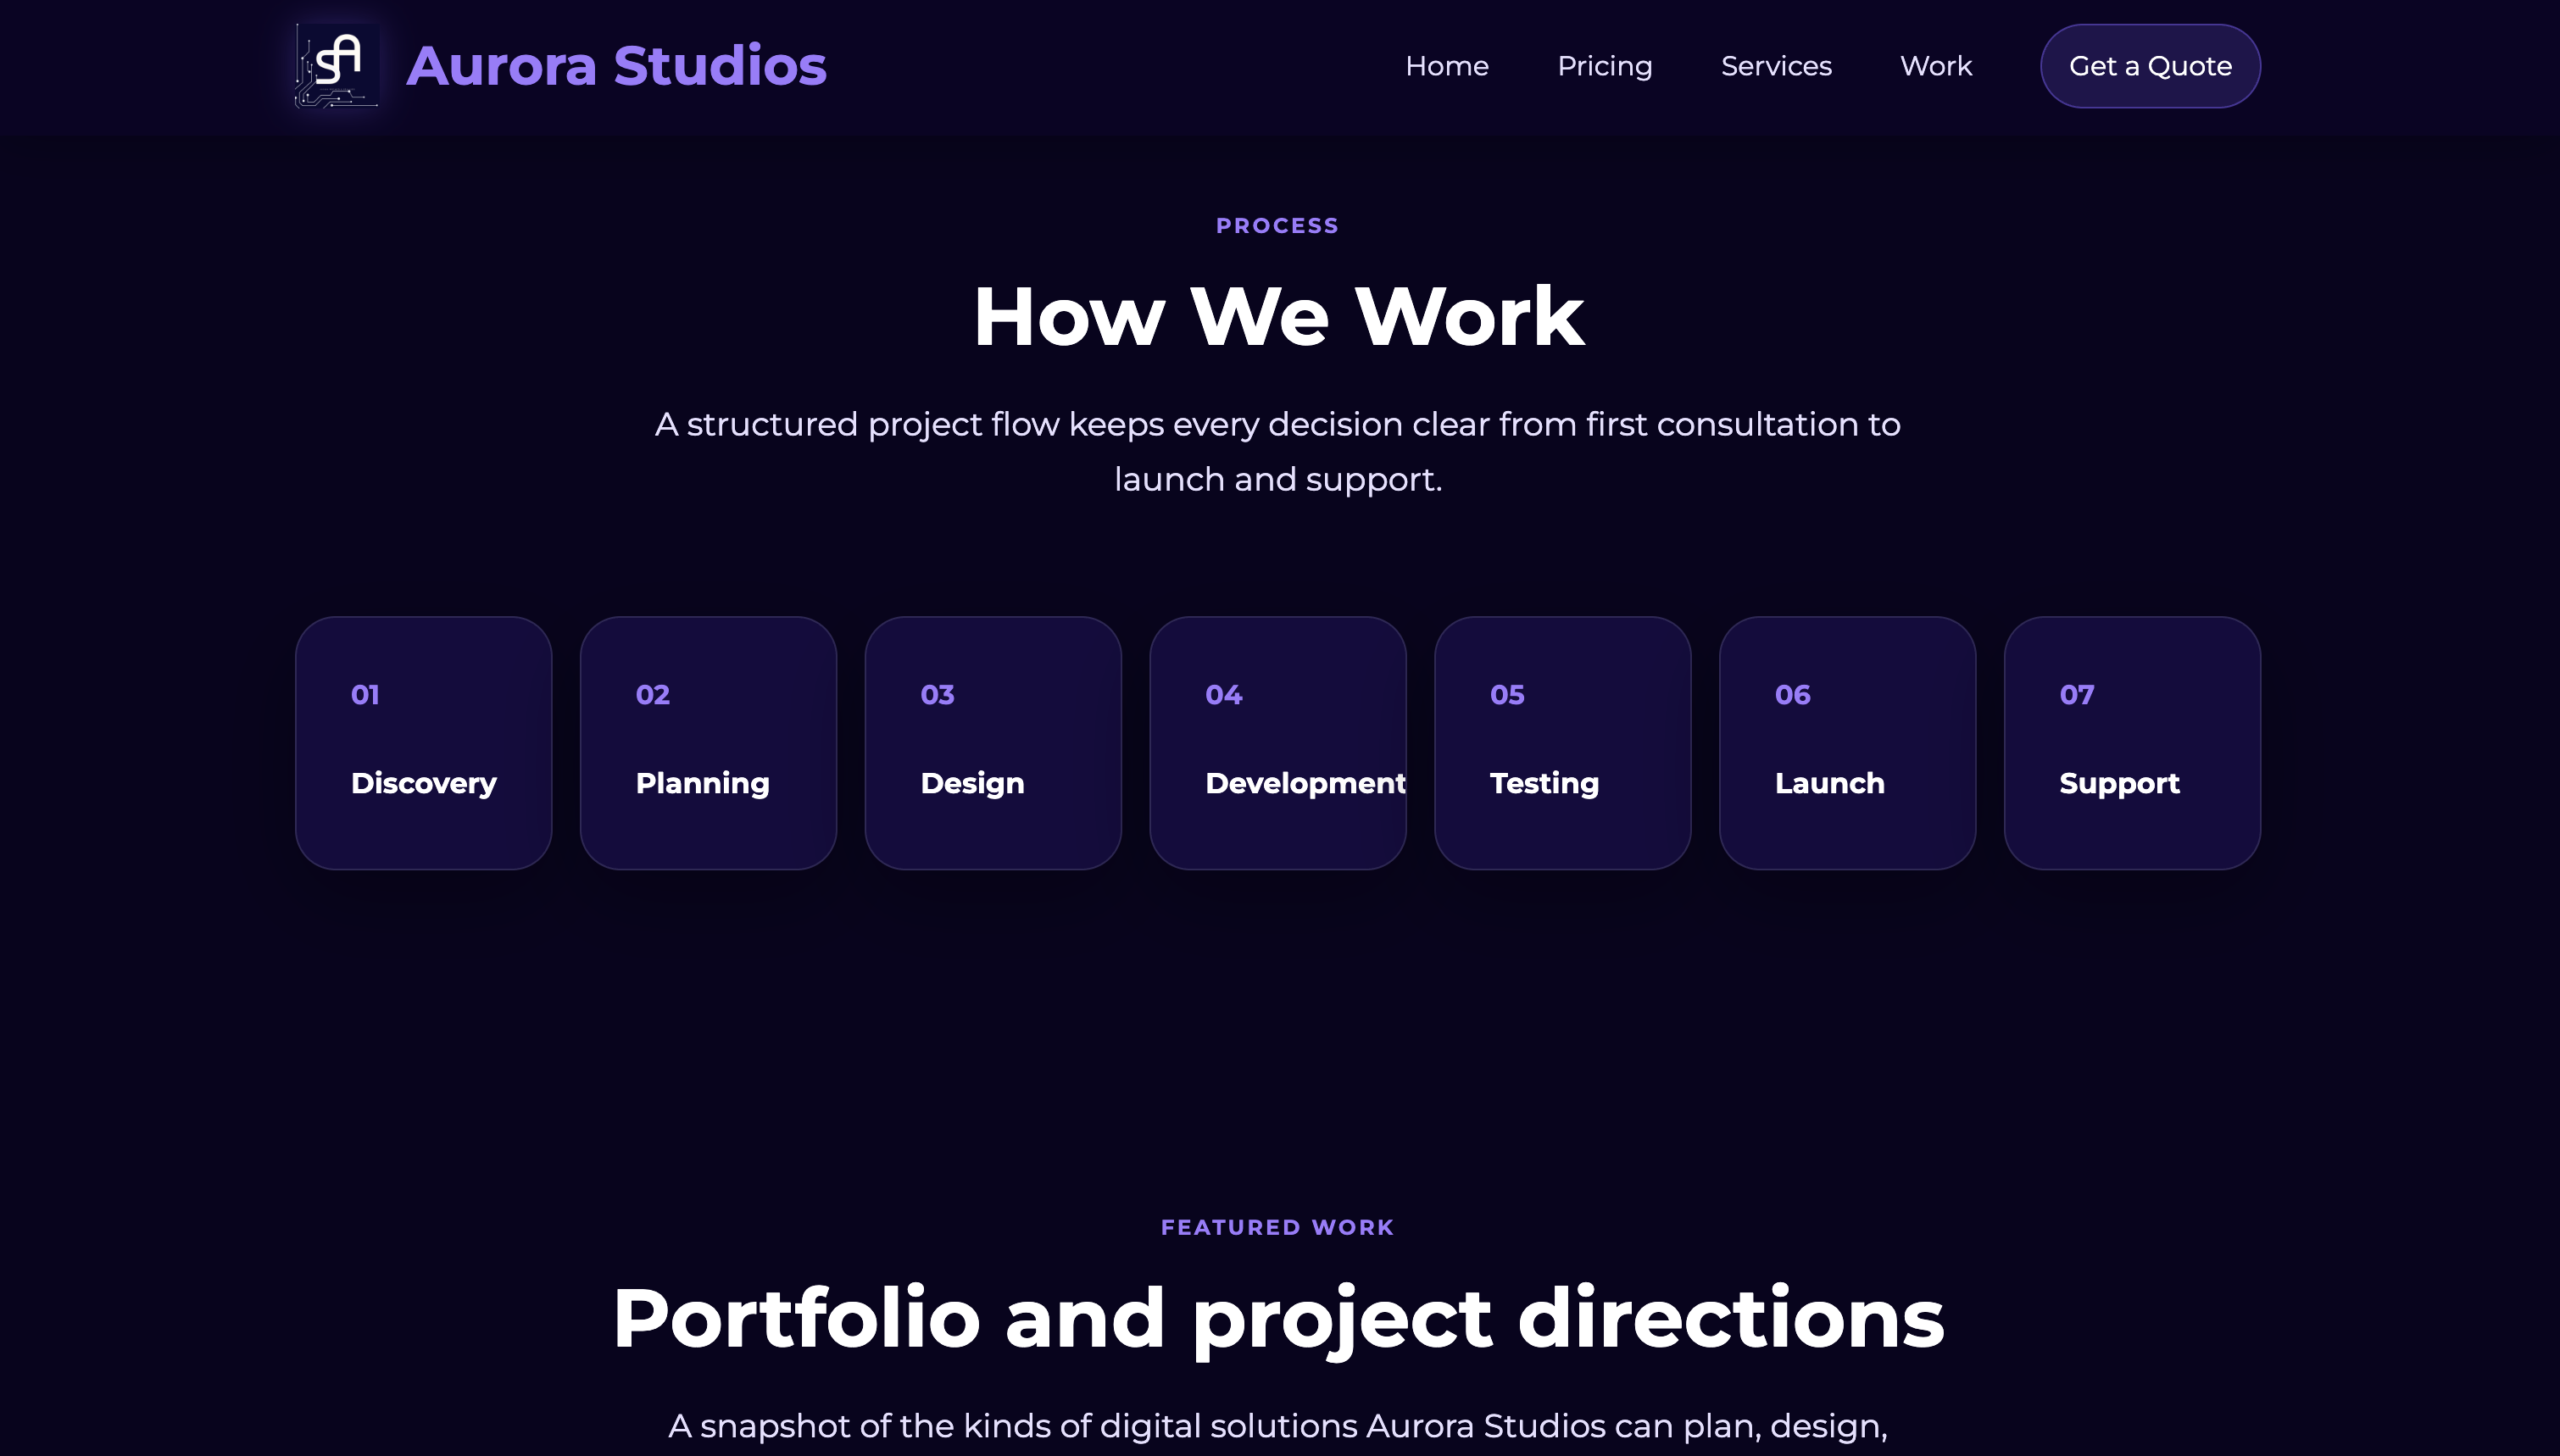 sA
Aurora Studios
Home
Pricing
Services
Work
Get a Quote
PROCESS
How We Work
A structured project flow keeps every decision clear from first consultation to
launch and support.
01
Discovery
02
Planning
03
Design
04
Development
05
Testing
06
Launch
07
Support
FEATURED WORK
Portfolio and project directions
A snapshot of the kinds of digital solutions Aurora Studios can plan, design,